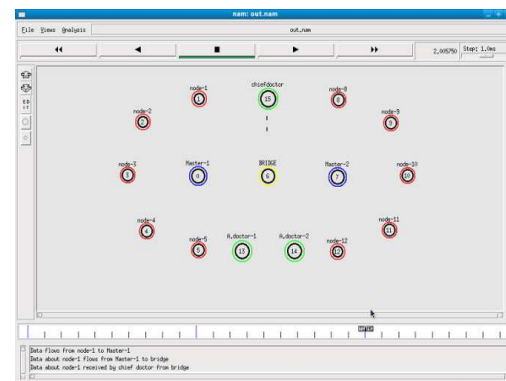 nam: out.nam
File Views Analysis out.nam
2.005750 Step: 1.0ms
chiefdoctor
15
node-1
1
node-8
8
node-2
2
node-9
9
node-3
3
Master-1
0
BRIDGE
6
Master-2
7
node-10
10
node-4
4
node-11
11
node-5
5
A.doctor-1
13
A.doctor-2
14
node-12
12
Data flows from node-1 to Master-1
Data about node-1 flows from Master-1 to bridge
Data about node-1 received by chief doctor from bridge